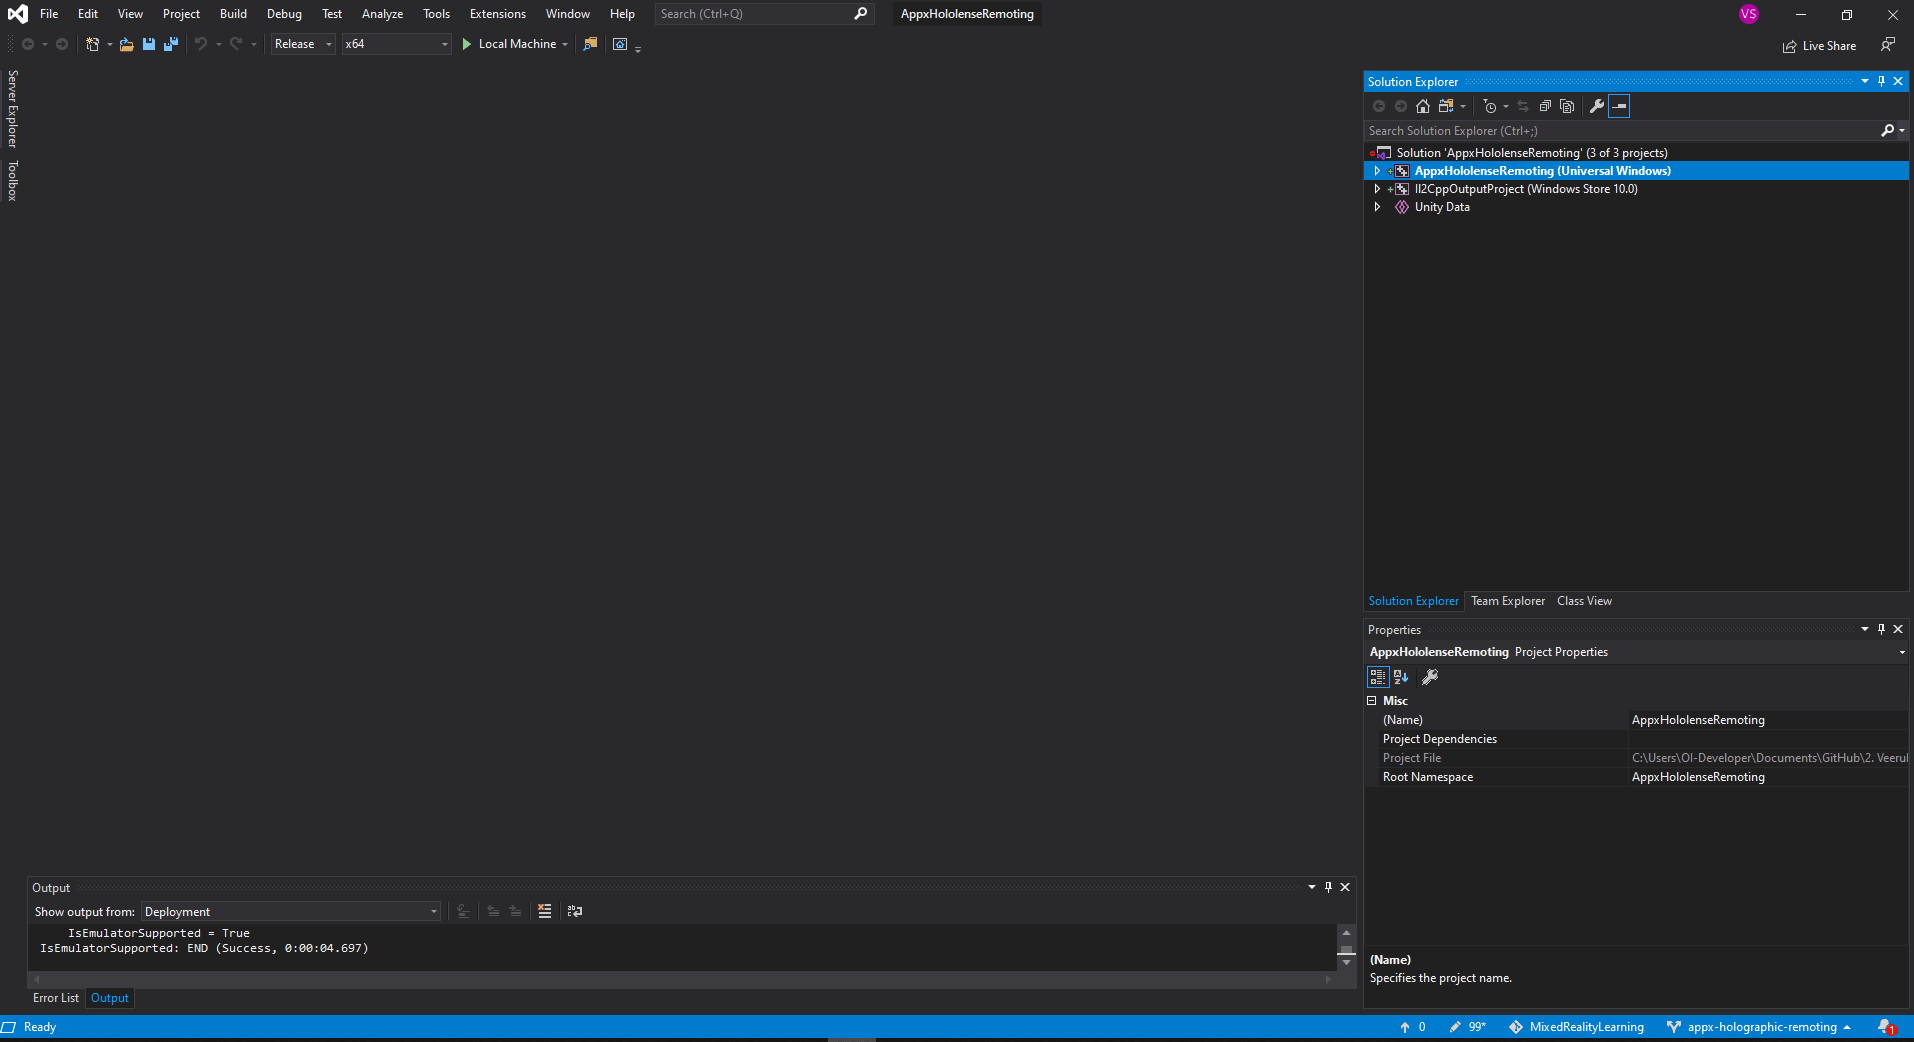 File Edit View Project Build Debug Test Analyze Tools Extensions Window Help Search (Ctrl+Q) AppxHololenseRemoting VS
Release x64 Local Machine Live Share
Server Explorer
Toolbox
Solution Explorer
Search Solution Explorer (Ctrl+;)
Solution 'AppxHololenseRemoting' (3 of 3 projects)
AppxHololenseRemoting (Universal Windows)
Il2CppOutputProject (Windows Store 10.0)
Unity Data
Solution Explorer Team Explorer Class View
Properties
AppxHololenseRemoting Project Properties
Misc
(Name) AppxHololenseRemoting
Project Dependencies
Project File C:\Users\OI-Developer\Documents\GitHub\2. Veerul
Root Namespace AppxHololenseRemoting
(Name)
Specifies the project name.
Output
Show output from: Deployment
IsEmulatorSupported = True
IsEmulatorSupported: END (Success, 0:00:04.697)
Error List Output
Ready 0 99* MixedRealityLearning appx-holographic-remoting 1